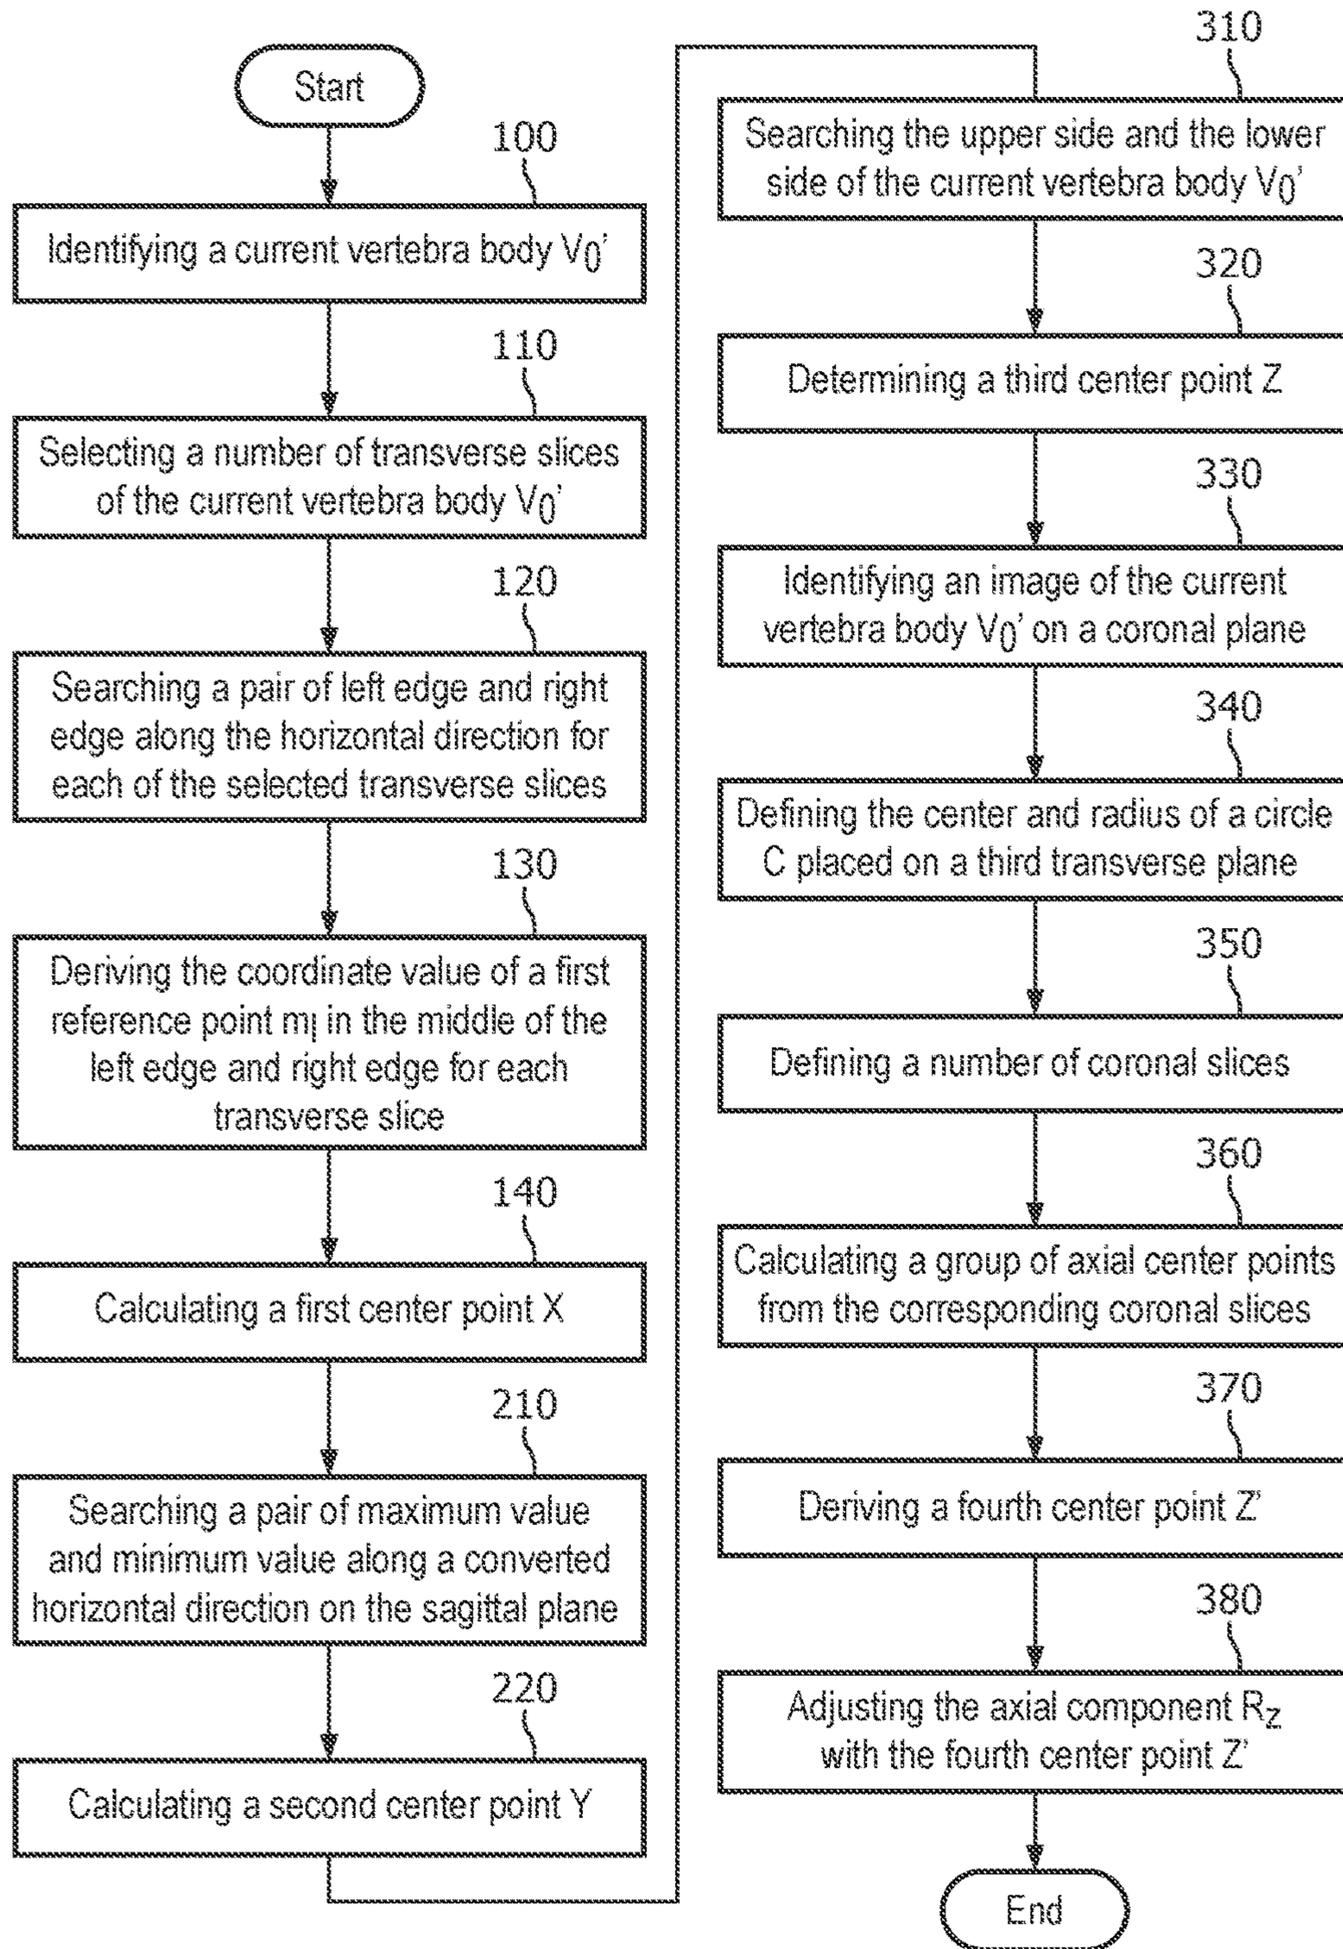 Start
100
Identifying a current vertebra body V0'
110
Selecting a number of transverse slices
of the current vertebra body V0'
120
Searching a pair of left edge and right
edge along the horizontal direction for
each of the selected transverse slices
130
Deriving the coordinate value of a first
reference point mI in the middle of the
left edge and right edge for each
transverse slice
140
Calculating a first center point X
210
Searching a pair of maximum value
and minimum value along a converted
horizontal direction on the sagittal plane
220
Calculating a second center point Y
310
Searching the upper side and the lower
side of the current vertebra body V0'
320
Determining a third center point Z
330
Identifying an image of the current
vertebra body V0' on a coronal plane
340
Defining the center and radius of a circle
C placed on a third transverse plane
350
Defining a number of coronal slices
360
Calculating a group of axial center points
from the corresponding coronal slices
370
Deriving a fourth center point Z'
380
Adjusting the axial component Rz
with the fourth center point Z'
End